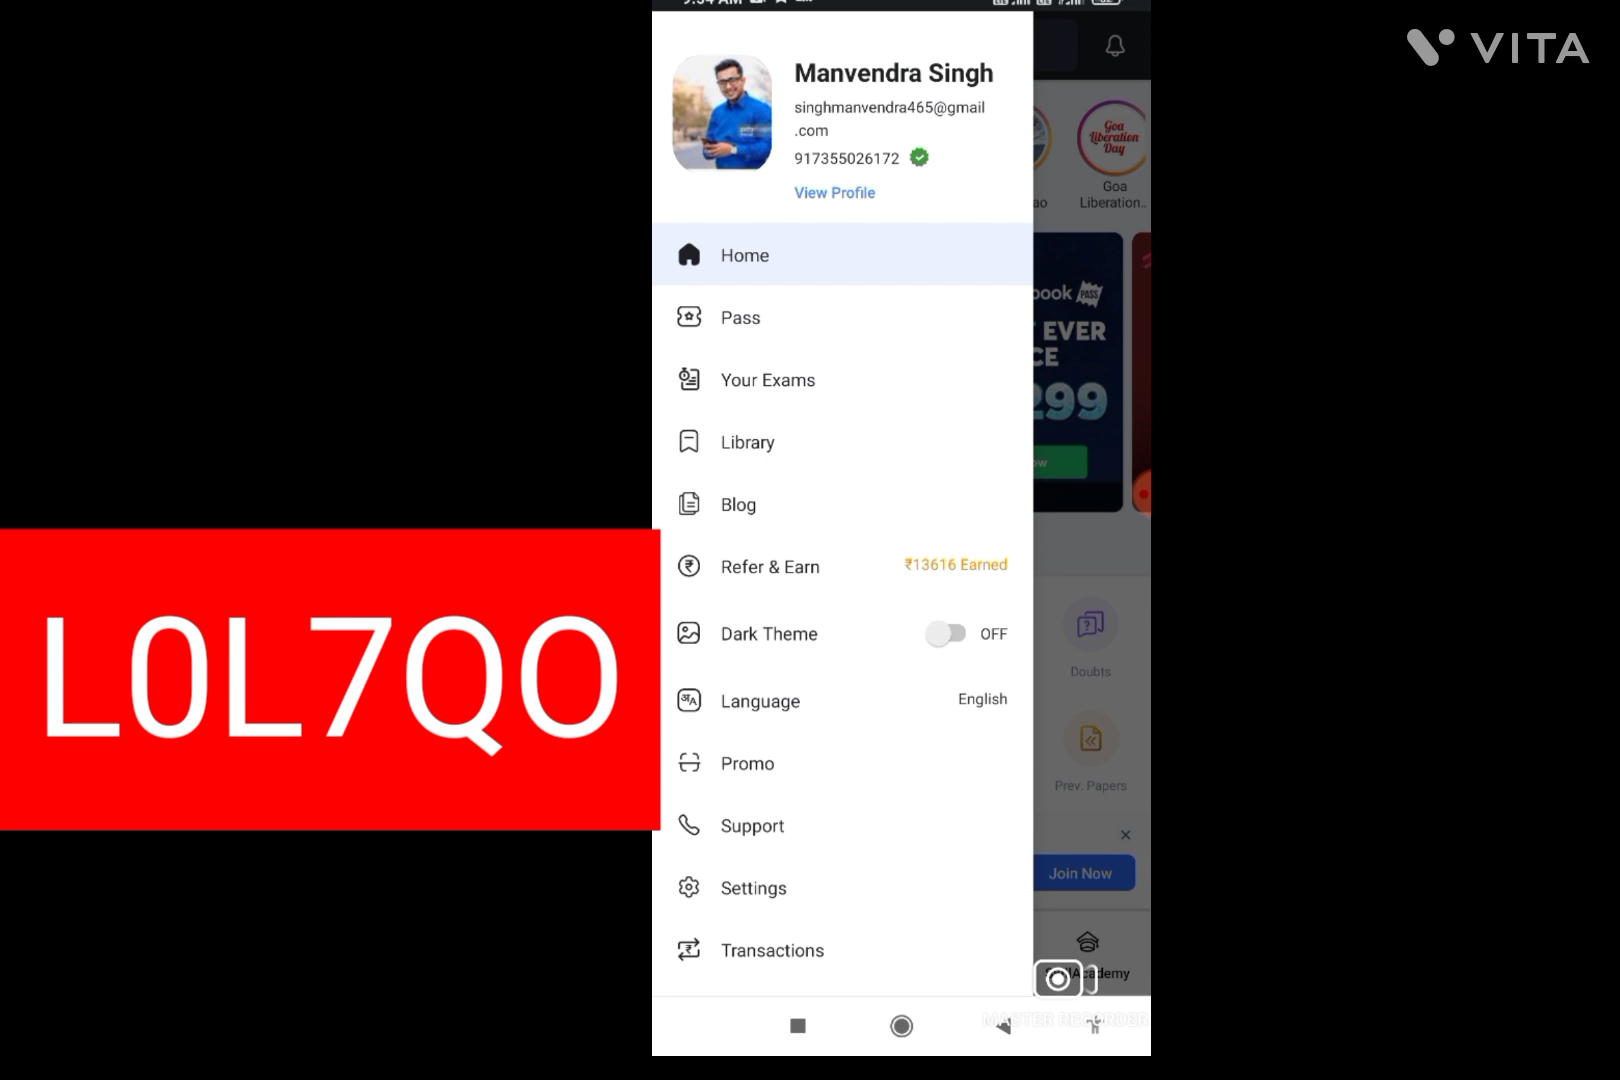 VITA
Manvendra Singh
singhmanvendra465@gmail
.com
917355026172
View Profile
Goa
Liberation
Day
Goa
Liberation..
Home
Pass
EVER
299
Your Exams
Library
Blog
Refer & Earn
₹13616 Earned
L0L7QO
Dark Theme
OFF
Doubts
Language
English
Promo
Prev. Papers
Support
Join Now
Settings
Transactions
MASTER RECORDER